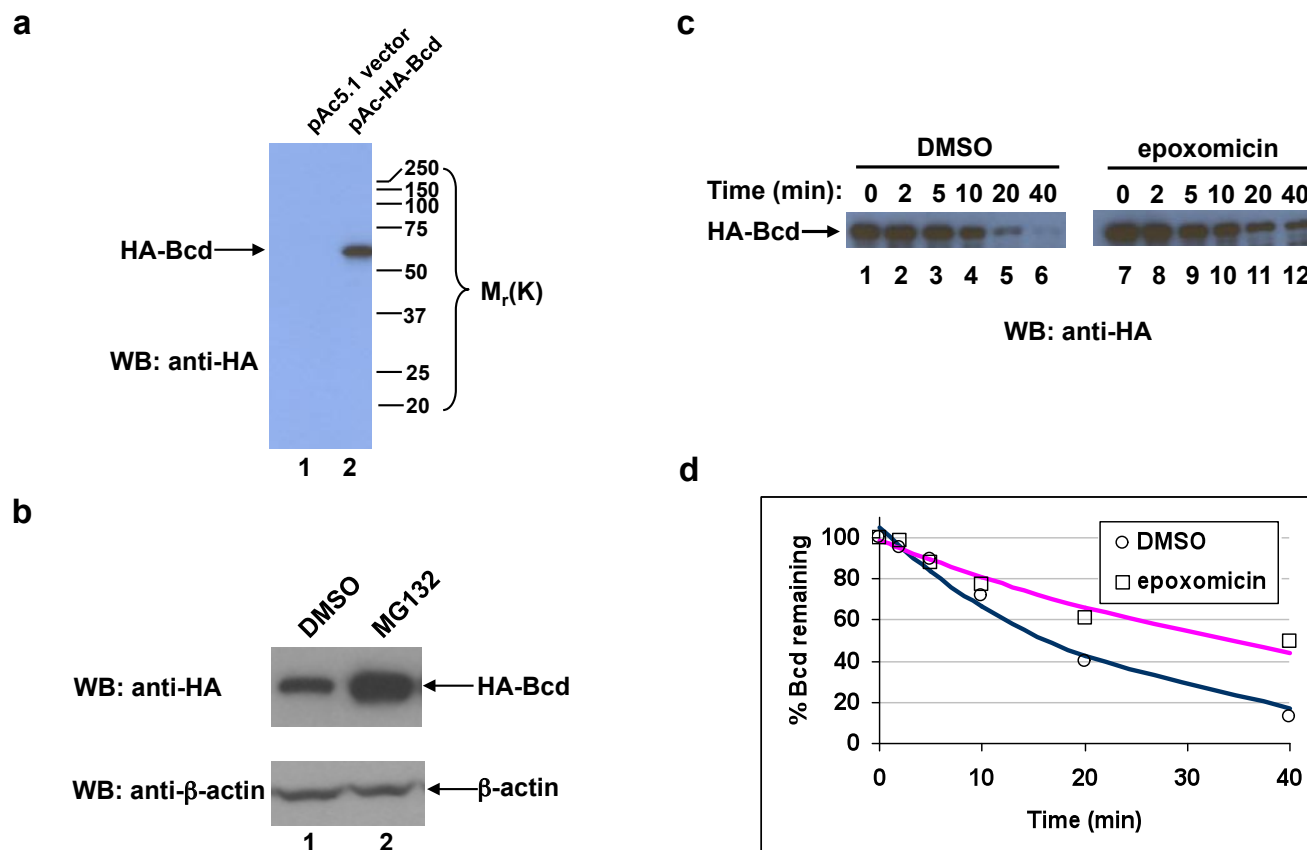 a
pAc5.1 vector
pAc-HA-Bcd
250
150
100
75
50
37
25
20
HA-Bcd
Mr(K)
WB: anti-HA
1 2
b
DMSO MG132
WB: anti-HA HA-Bcd
WB: anti-β-actin β-actin
1 2
c
DMSO epoxomicin
Time (min): 0 2 5 10 20 40 0 2 5 10 20 40
HA-Bcd
1 2 3 4 5 6 7 8 9 10 11 12
WB: anti-HA
d
% Bcd remaining
100
80
60
40
20
0
DMSO
epoxomicin
0 10 20 30 40
Time (min)